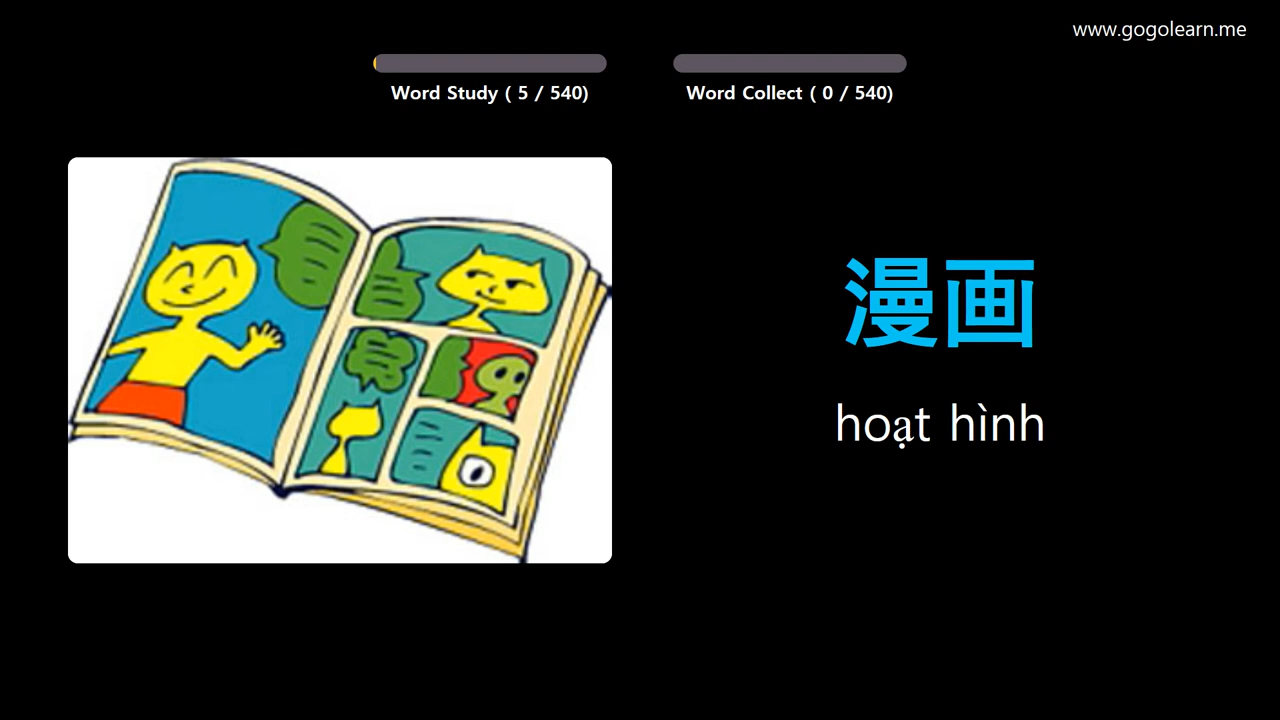 www.gogolearn.me
Word Study ( 5 / 540)
Word Collect ( 0 / 540)
漫画
hoạt hình